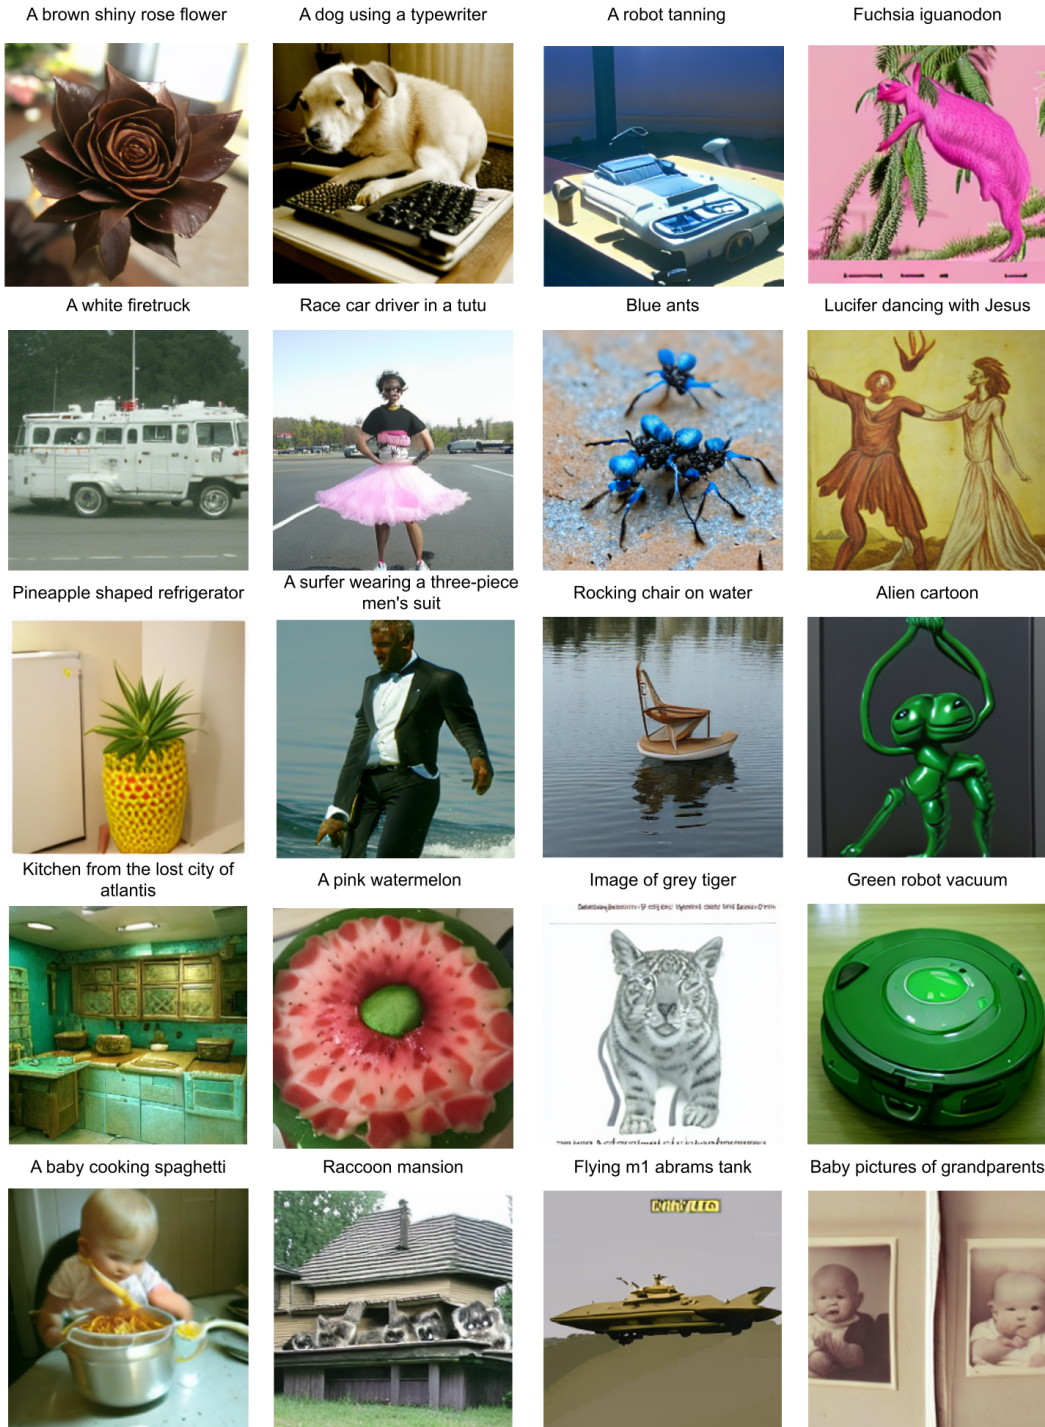 A brown shiny rose flower
A dog using a typewriter
A robot tanning
Fuchsia iguanodon
A white firetruck
Race car driver in a tutu
Blue ants
Lucifer dancing with Jesus
Pineapple shaped refrigerator
A surfer wearing a three-piece
men's suit
Rocking chair on water
Alien cartoon
Kitchen from the lost city of
atlantis
A pink watermelon
Image of grey tiger
Green robot vacuum
A baby cooking spaghetti
Raccoon mansion
Flying m1 abrams tank
Baby pictures of grandparents